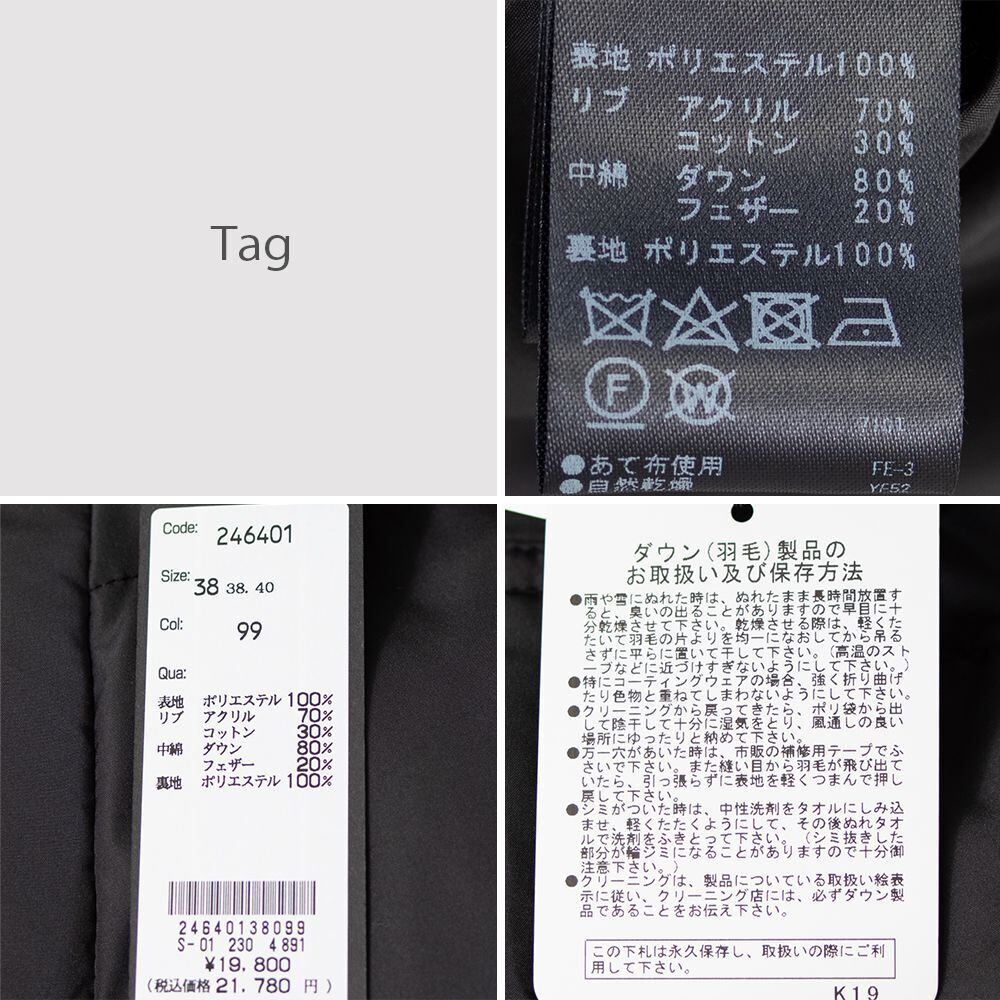 Tag
表地 ポリエステル100%
リブ アクリル 70%
コットン 30%
中綿 ダウン 80%
フェザー 20%
裏地 ポリエステル100%
F
W
7101
●あて布使用 FE-3
●自然乾燥 YF52
Code: 246401
Size: 38 38. 40
Col: 99
Qua:
表地 ポリエステル 100%
リブ アクリル 70%
コットン 30%
中綿 ダウン 80%
フェザー 20%
裏地 ポリエステル 100%
24640138099
S-01 230 4891
¥19,800
(税込価格 21,780 円)
ダウン(羽毛)製品の
お取扱い及び保存方法
●雨や雪にぬれた時は、ぬれたまま長時間放置す
ると、臭いの出ることがありますので早目に十
分乾燥させて下さい。乾燥させる際は、軽くた
たいて羽毛の片よりを均一になおしてから吊る
さずに平らに置いて干して下さい。(高温のスト
ーブなどに近づけすぎないようにして下さい。)
●特にコーティングウェアの場合、強く折り曲げ
たり色物と重ねてしまわないようにして下さい。
●クリーニングから戻ってきたら、ポリ袋から出
して陰干して十分に湿気をとり、風通しの良い
場所にゆったりと納めて下さい。
●万一穴があいた時は、市販の補修用テープでふ
さいで下さい。また縫い目から羽毛が飛び出て
いたら、引っ張らずに表地を軽くつまんで押し
戻して下さい。
●シミがついた時は、中性洗剤をタオルにしみ込
ませ、軽くたたくようにして、その後ぬれタオ
ルで洗剤をふきとって下さい。(シミ抜きした
部分が輪ジミになることがありますので十分御
注意下さい。)
●クリーニングは、製品についている取扱い絵表
示に従い、クリーニング店には、必ずダウン製
品であることをお伝え下さい。
この下札は永久保存し、取扱いの際にご利
用して下さい。
K19